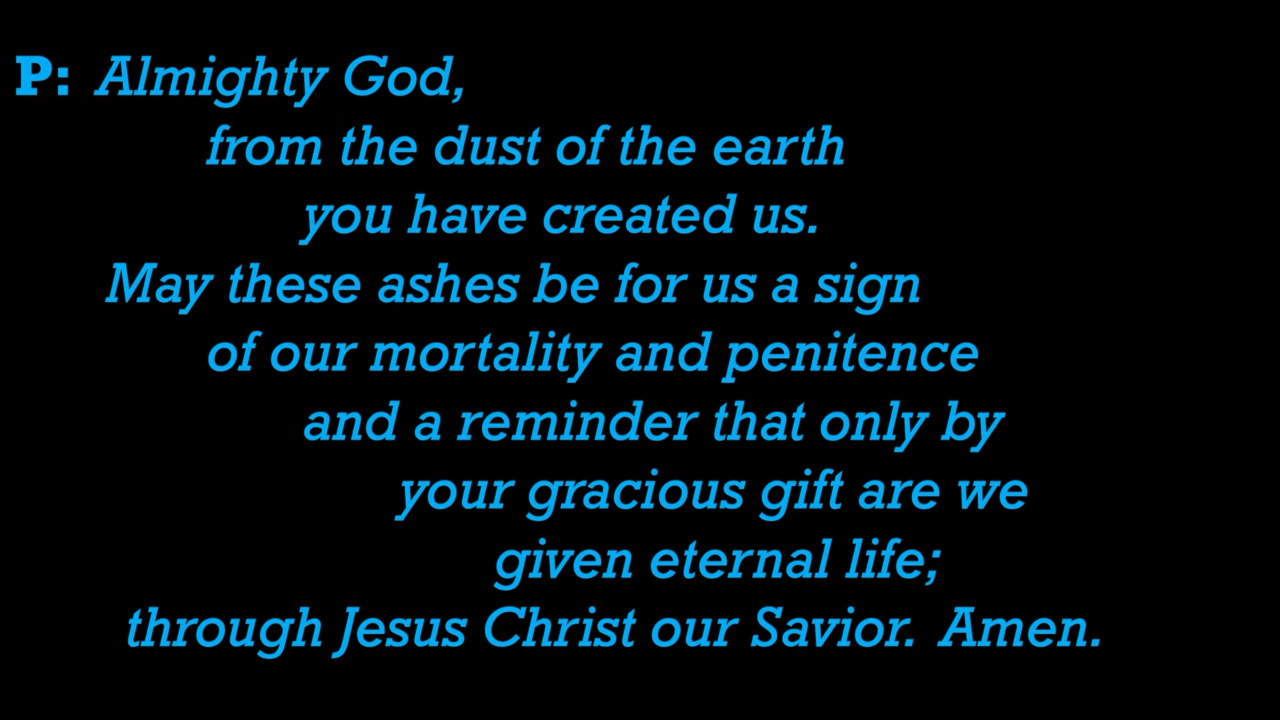 P: Almighty God,
from the dust of the earth
you have created us.
May these ashes be for us a sign
of our mortality and penitence
and a reminder that only by
your gracious gift are we
given eternal life;
through Jesus Christ our Savior. Amen.